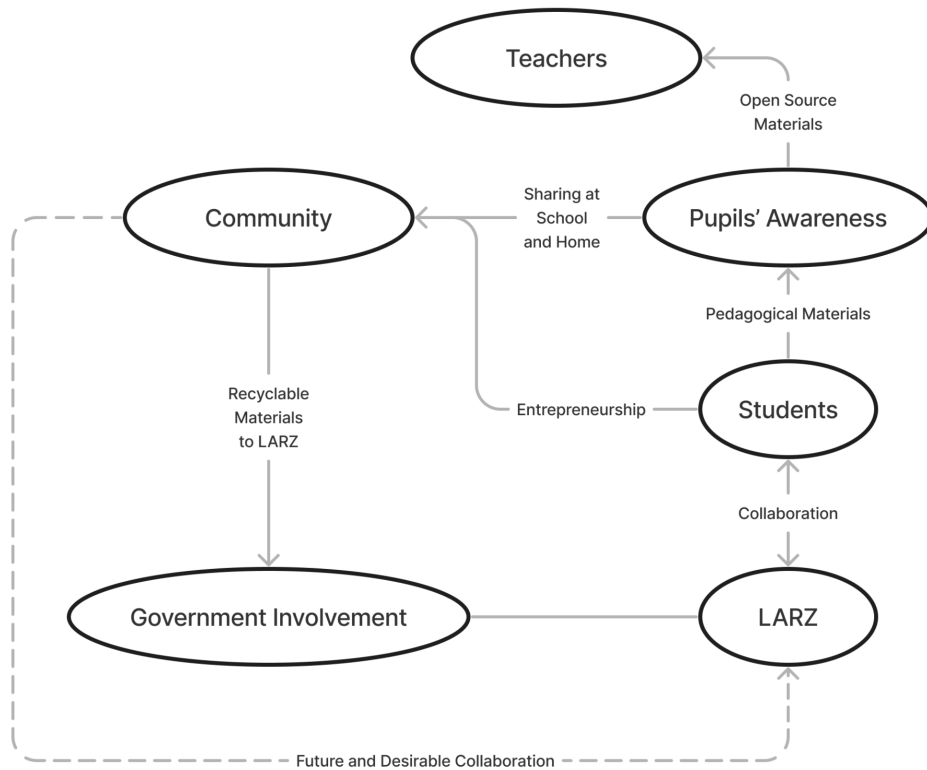 Teachers
Open Source
Materials
Community
Sharing at
School
and Home
Pupils’ Awareness
Pedagogical Materials
Recyclable
Materials
to LARZ
Entrepreneurship
Students
Collaboration
Government Involvement
LARZ
Future and Desirable Collaboration